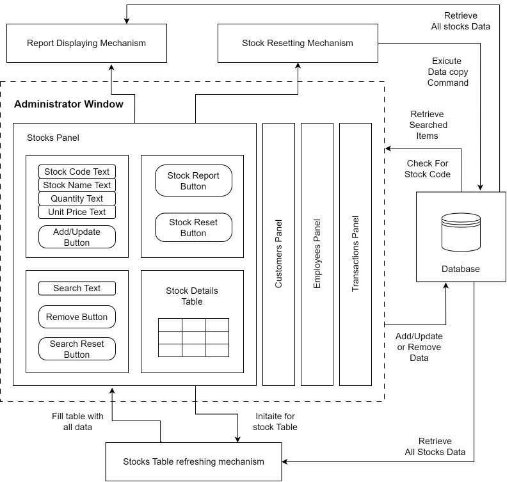 Retrieve
All stocks Data
Report Displaying Mechanism
Stock Resetting Mechanism
Exicute
Data copy
Command
Administrator Window
Retrieve
Searched
Items
Stocks Panel
Check For
Stock Code
Stock Code Text
Stock Name Text
Quantity Text
Unit Price Text
Add/Update
Button
Stock Report
Button
Stock Reset
Button
Customers Panel
Employees Panel
Transactions Panel
Database
Search Text
Remove Button
Search Reset
Button
Stock Details
Table
Add/Update
or Remove
Data
Fill table with
all data
Initaite for
stock Table
Retrieve
All Stocks Data
Stocks Table refreshing mechanism